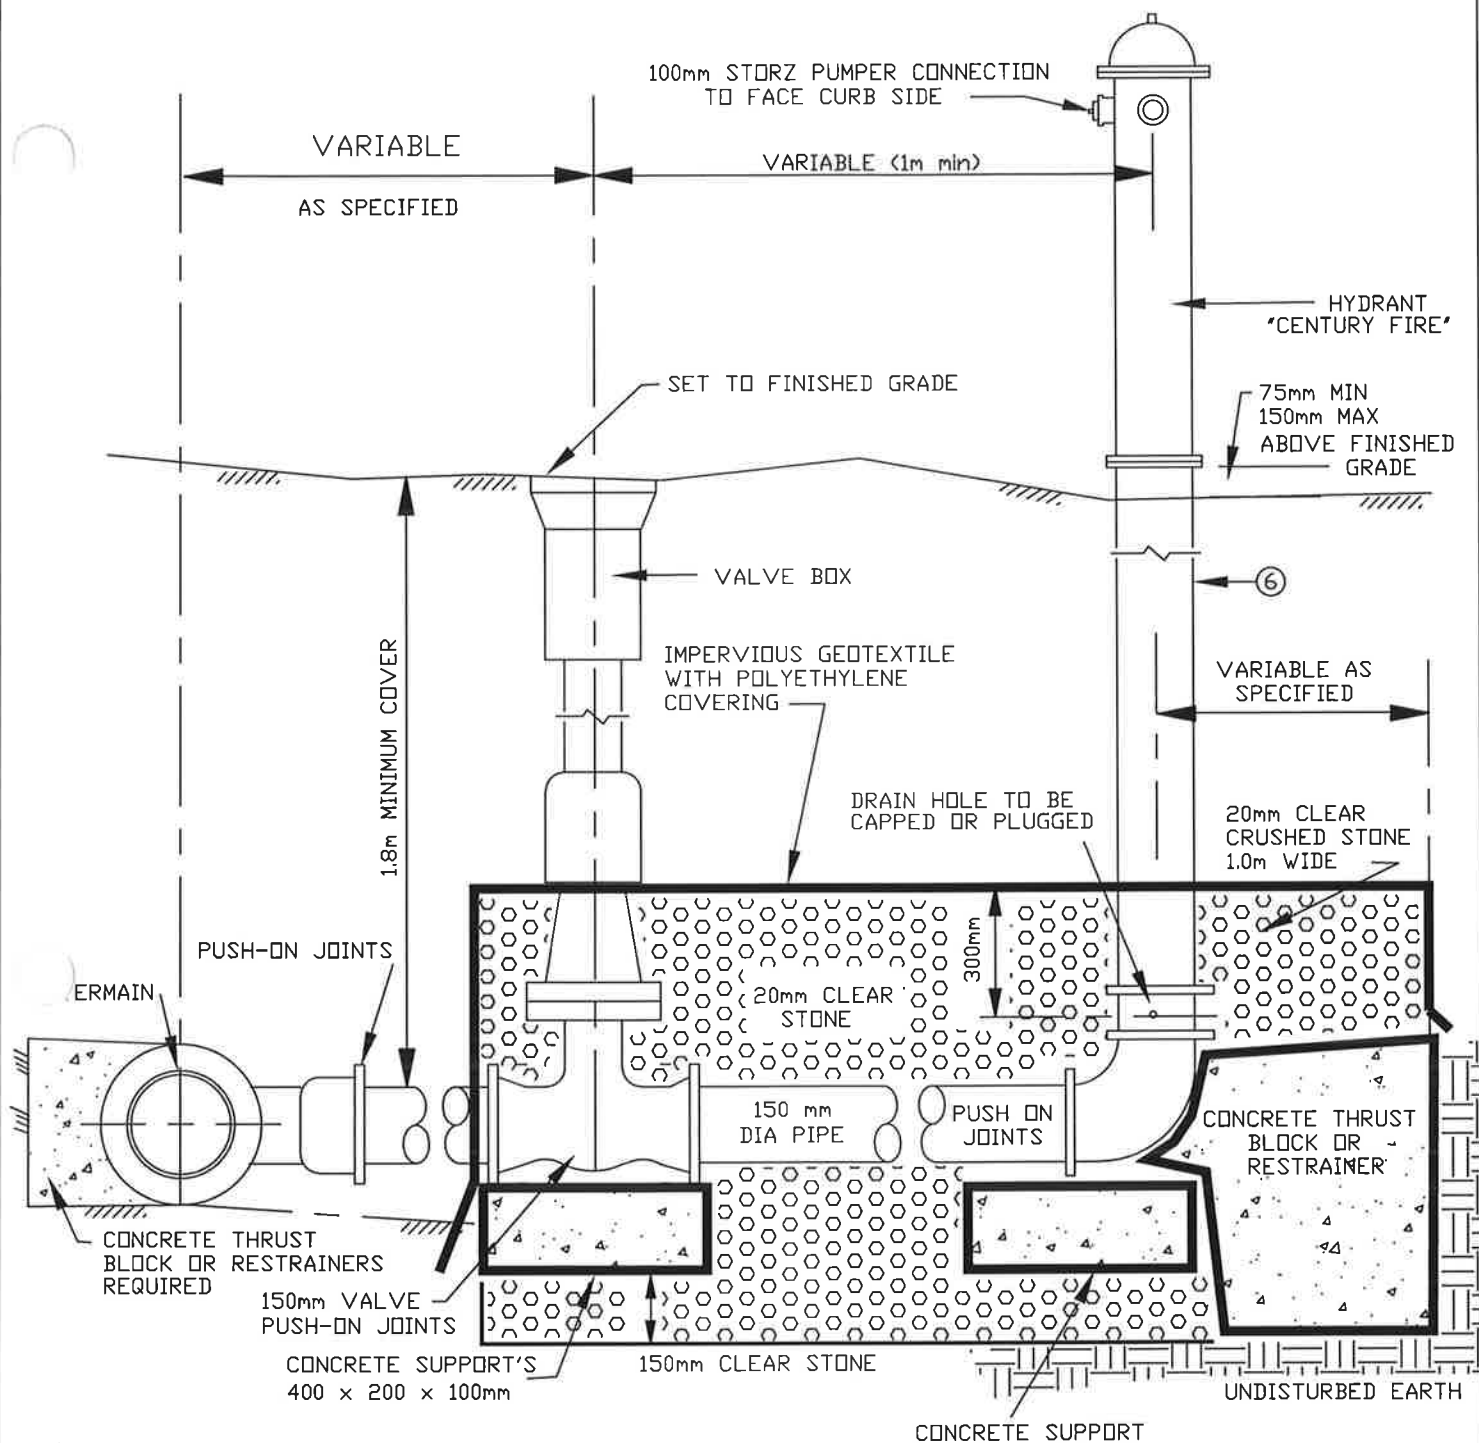 100mm STORZ PUMPER CONNECTION
TO FACE CURB SIDE
VARIABLE
AS SPECIFIED
VARIABLE (1m min)
HYDRANT
"CENTURY FIRE"
SET TO FINISHED GRADE
75mm MIN
150mm MAX
ABOVE FINISHED
GRADE
VALVE BOX
6
1.8m MINIMUM COVER
IMPERVIOUS GEOTEXTILE
WITH POLYETHYLENE
COVERING
VARIABLE AS
SPECIFIED
DRAIN HOLE TO BE
CAPPED OR PLUGGED
20mm CLEAR
CRUSHED STONE
1.0m WIDE
PUSH-ON JOINTS
300mm
ERMAIN
20mm CLEAR
STONE
150 mm
DIA PIPE
PUSH ON
JOINTS
CONCRETE THRUST
BLOCK OR
RESTRAINER
CONCRETE THRUST
BLOCK OR RESTRAINERS
REQUIRED
150mm VALVE
PUSH-ON JOINTS
CONCRETE SUPPORT'S
400 x 200 x 100mm
150mm CLEAR STONE
UNDISTURBED EARTH
CONCRETE SUPPORT